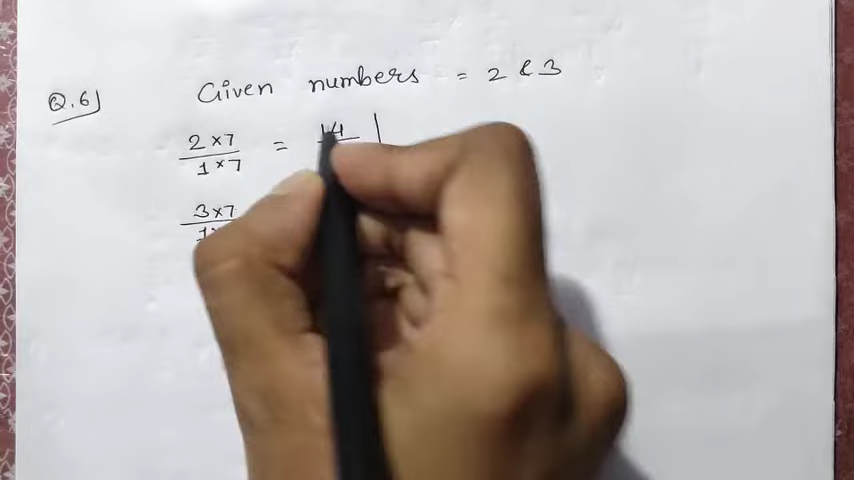 Q.6) Given numbers = 2 & 3
2 × 7 / 1 × 7 = 14
3 × 7